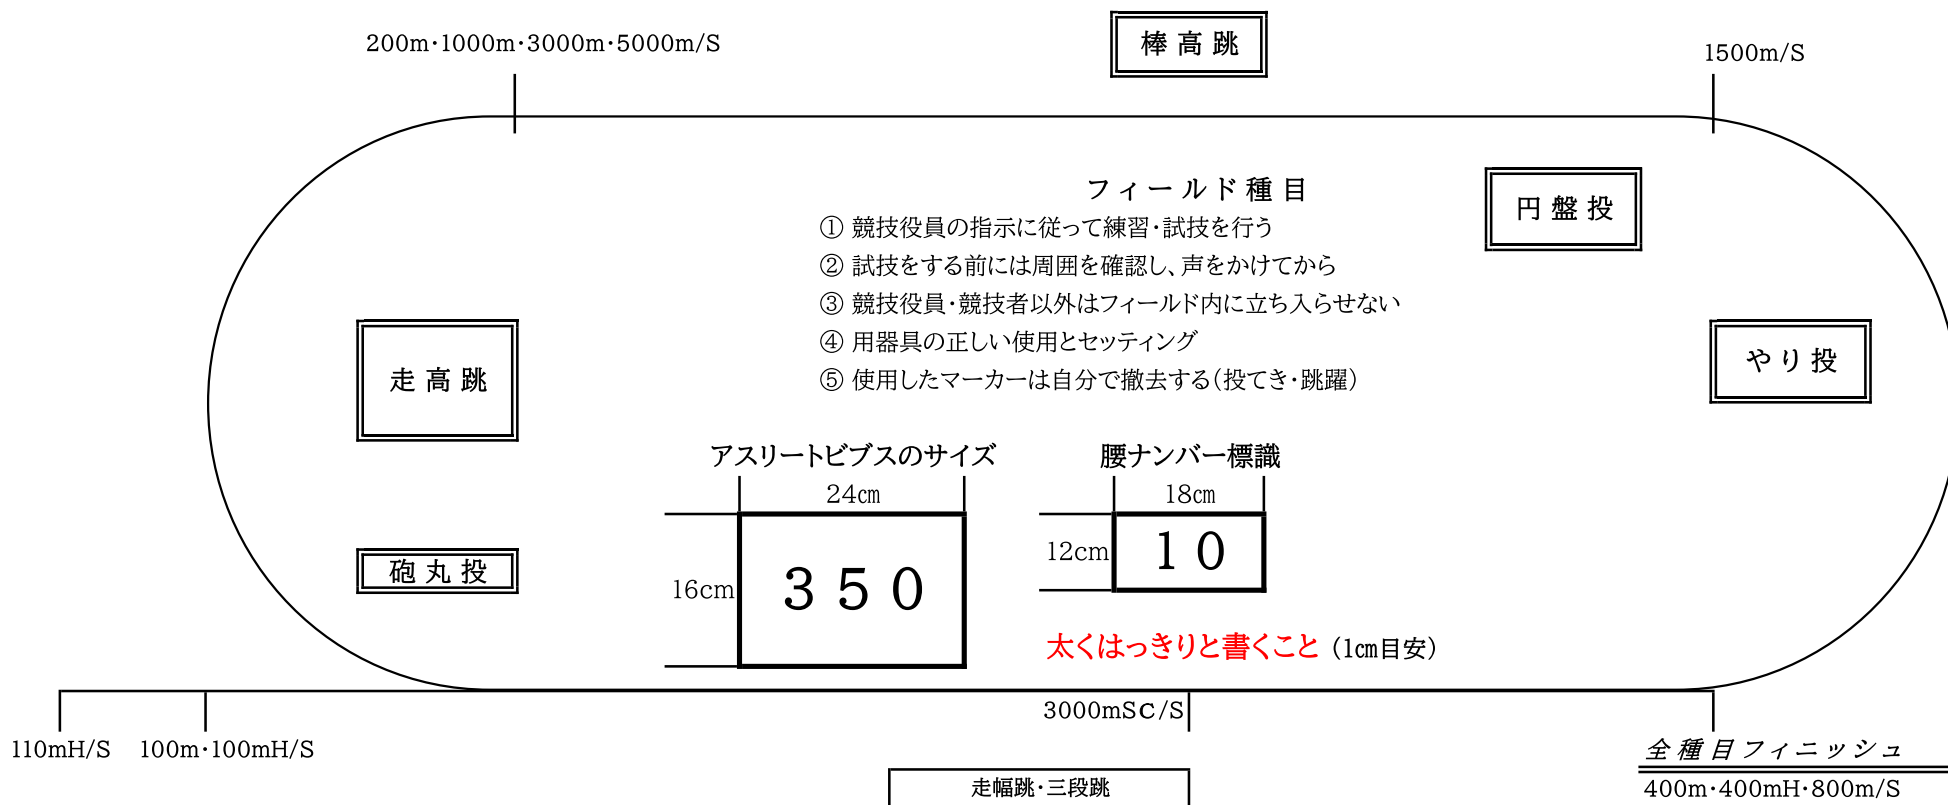 棒高跳
200m・1000m・3000m・5000m/S
1500m/S
フィールド種目
円盤投
① 競技役員の指示に従って練習・試技を行う
② 試技をする前には周囲を確認し、声をかけてから
③ 競技役員・競技者以外はフィールド内に立ち入らせない
④ 用器具の正しい使用とセッティング
⑤ 使用したマーカーは自分で撤去する（投てき・跳躍）
やり投
走高跳
アスリートビブスのサイズ
腰ナンバー標識
24㎝
18㎝
12cm
１０
砲丸投
16cm
３５０
太くはっきりと書くこと（1㎝目安）
3000mSC/S
110mH/S
100m・100mH/S
全種目フィニッシュ
走幅跳・三段跳
400m・400mH・800m/S